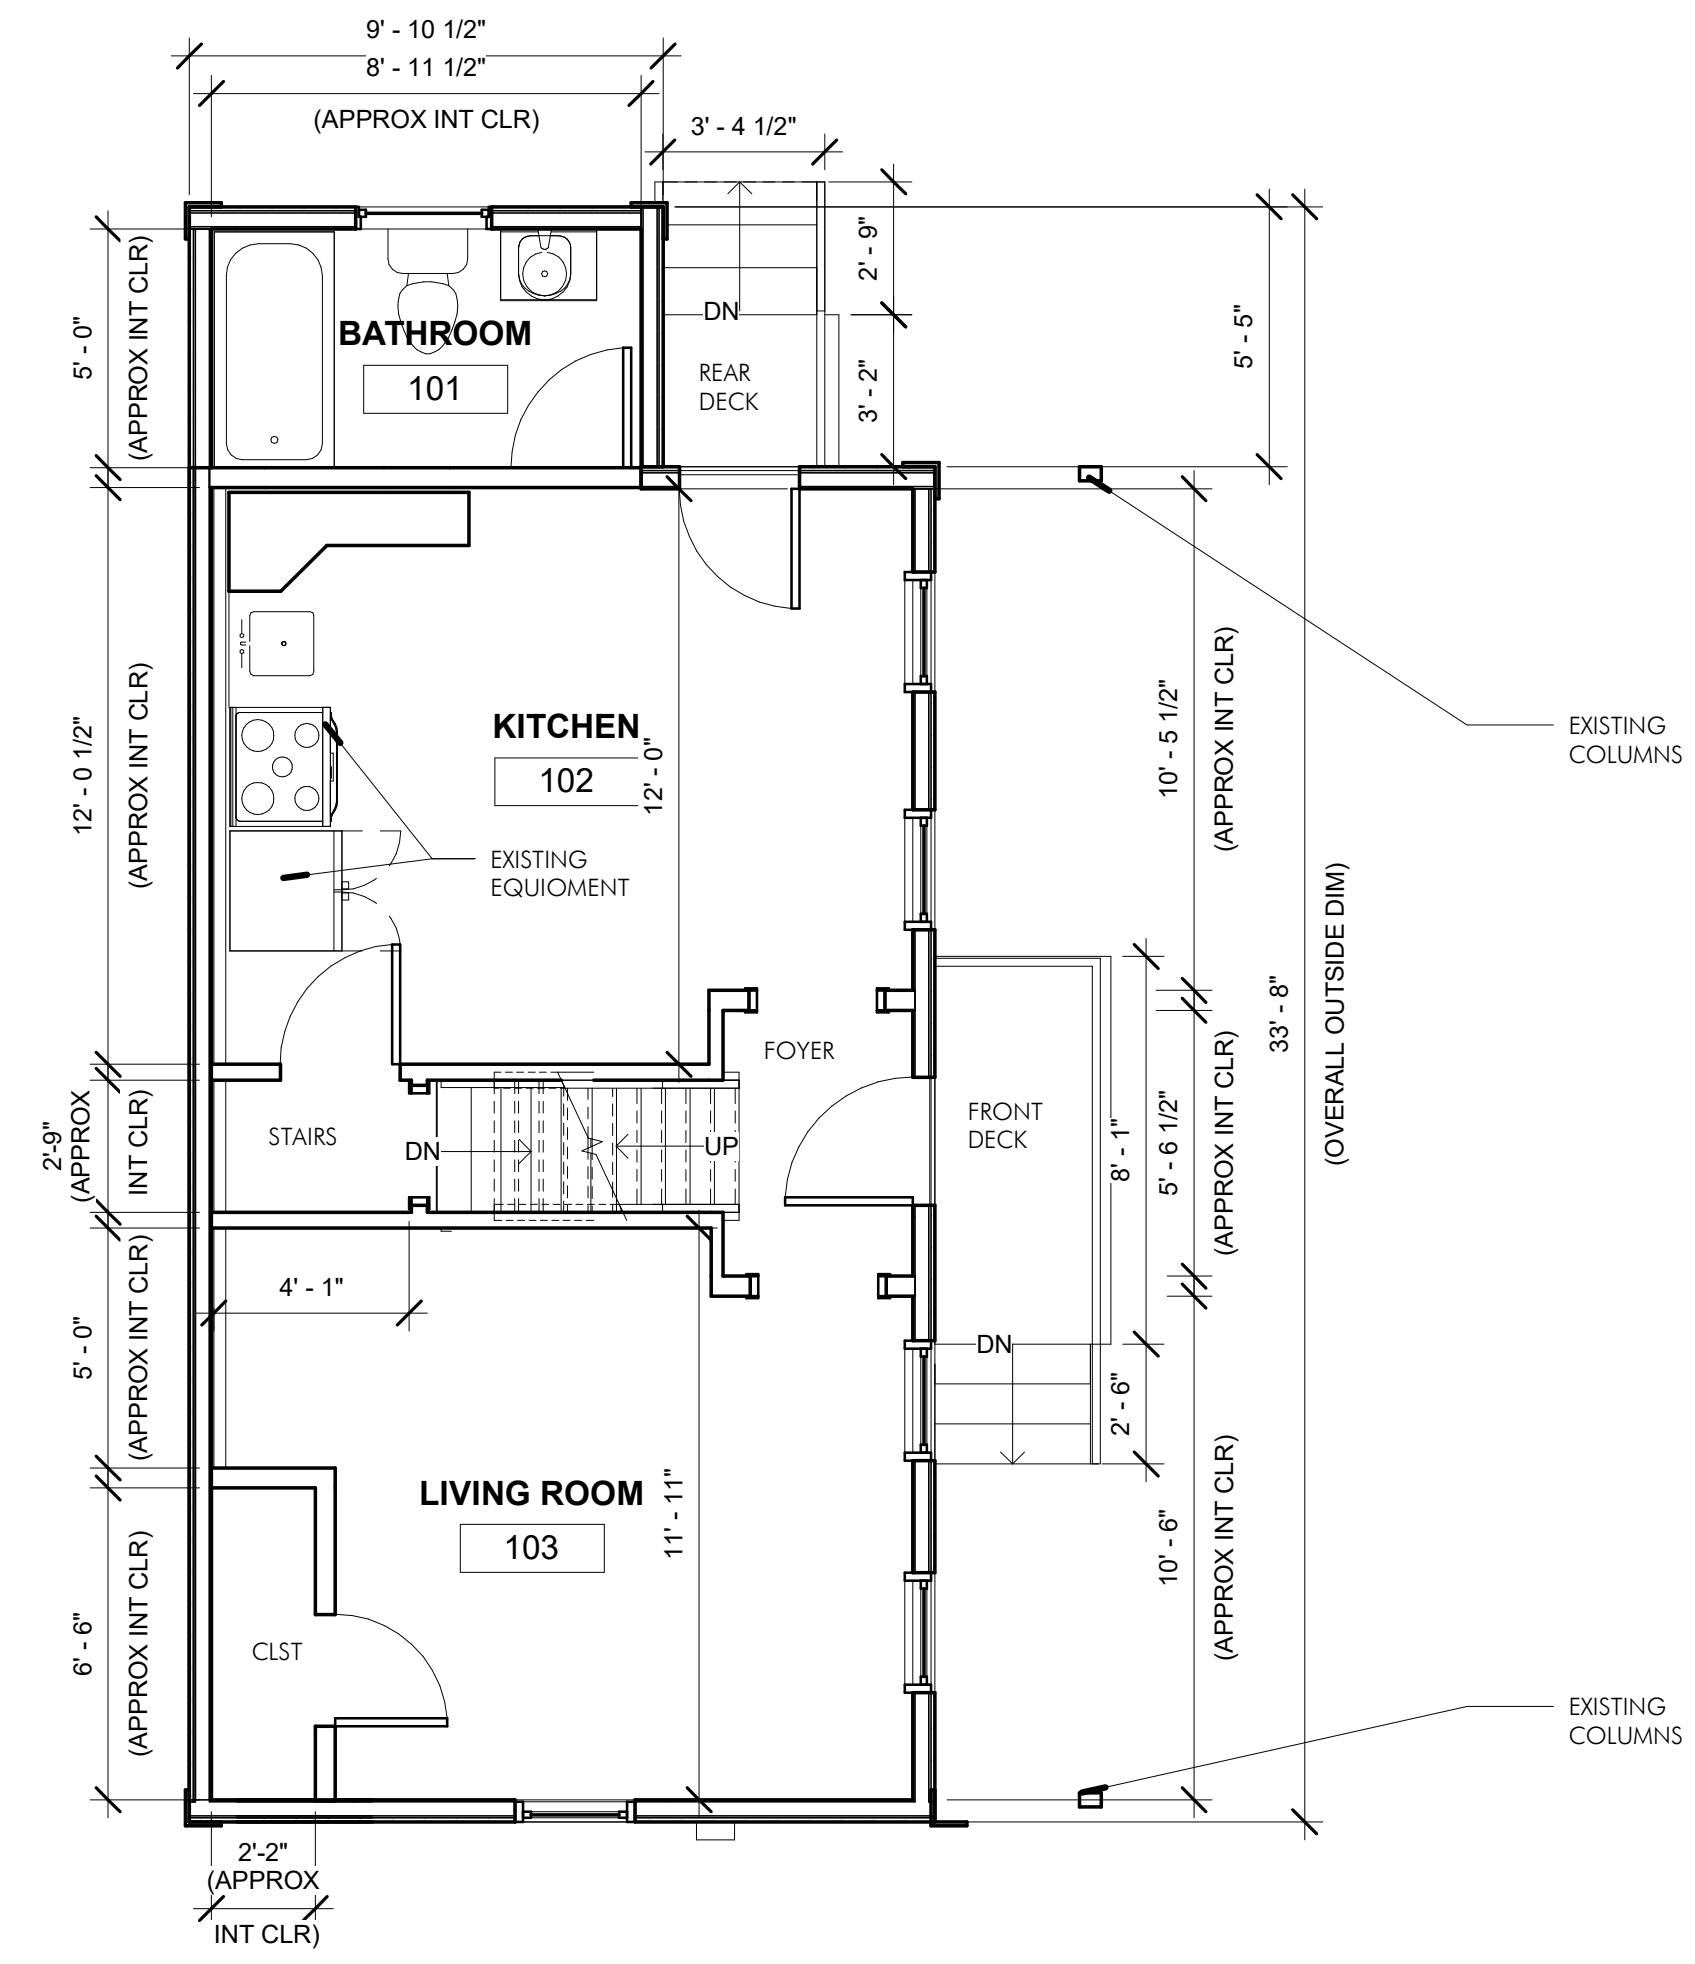 9' - 10 1/2"
8' - 11 1/2"
(APPROX INT CLR)
3' - 4 1/2"
5' - 0"
(APPROX INT CLR)
BATHROOM
101
DN
REAR
DECK
2' - 9"
3' - 2"
5' - 5"
12' - 0 1/2"
(APPROX INT CLR)
KITCHEN
102
12' - 0"
EXISTING
EQUIOMENT
10' - 5 1/2"
(APPROX INT CLR)
EXISTING
COLUMNS
33' - 8"
(OVERALL OUTSIDE DIM)
FOYER
2'-9"
(APPROX
INT CLR)
STAIRS
DN
UP
FRONT
DECK
8' - 1"
5' - 6 1/2"
(APPROX INT CLR)
5' - 0"
(APPROX INT CLR)
4' - 1"
DN
2' - 6"
LIVING ROOM
103
11' - 11"
10' - 6"
(APPROX INT CLR)
6' - 6"
(APPROX INT CLR)
CLST
EXISTING
COLUMNS
2'-2"
(APPROX
INT CLR)